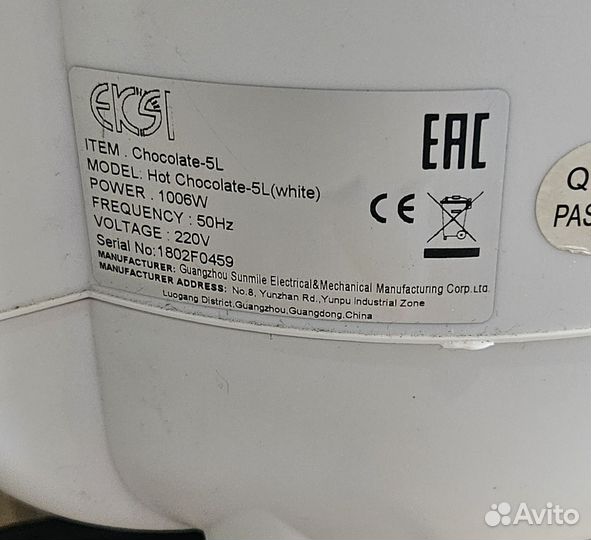 EKSI
ITEM . Chocolate-5L
MODEL: Hot Chocolate-5L(white)
POWER . 1006W
FREQUENCY : 50Hz
VOLTAGE : 220V
Serial No:1802F0459
MANUFACTURER: Guangzhou Sunmile Electrical&Mechanical Manufacturing Corp.Ltd.
MANUFACTURER ADDRESS: No.8, Yunzhan Rd.,Yunpu Industrial Zone
Luogang District,Guangzhou,Guangdong,China
EAC
CE
Q
PAS
Avito